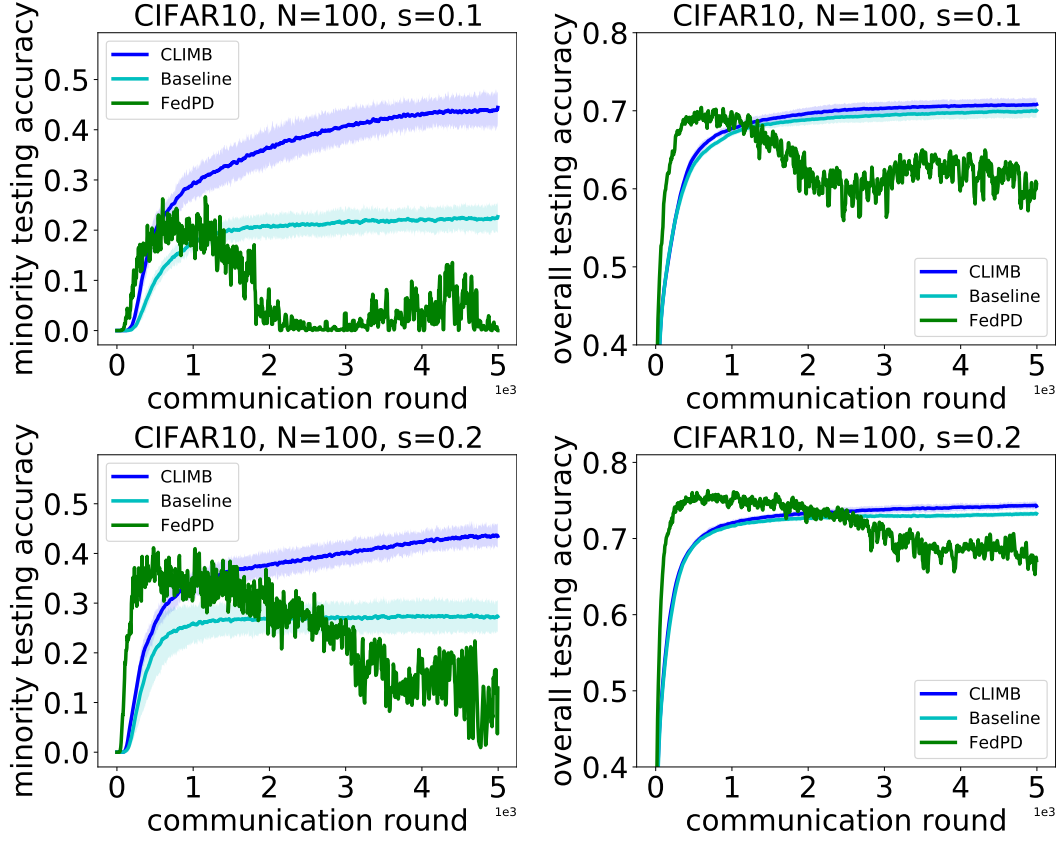 CIFAR10, N=100, s=0.1
minority testing accuracy
0.5
0.4
0.3
0.2
0.1
0.0
CLIMB
Baseline
FedPD
0 1 2 3 4 5
1e3
communication round
CIFAR10, N=100, s=0.1
overall testing accuracy
0.8
0.7
0.6
0.5
0.4
CLIMB
Baseline
FedPD
0 1 2 3 4 5
1e3
communication round
CIFAR10, N=100, s=0.2
minority testing accuracy
0.5
0.4
0.3
0.2
0.1
0.0
CLIMB
Baseline
FedPD
0 1 2 3 4 5
1e3
communication round
CIFAR10, N=100, s=0.2
overall testing accuracy
0.8
0.7
0.6
0.5
0.4
CLIMB
Baseline
FedPD
0 1 2 3 4 5
1e3
communication round